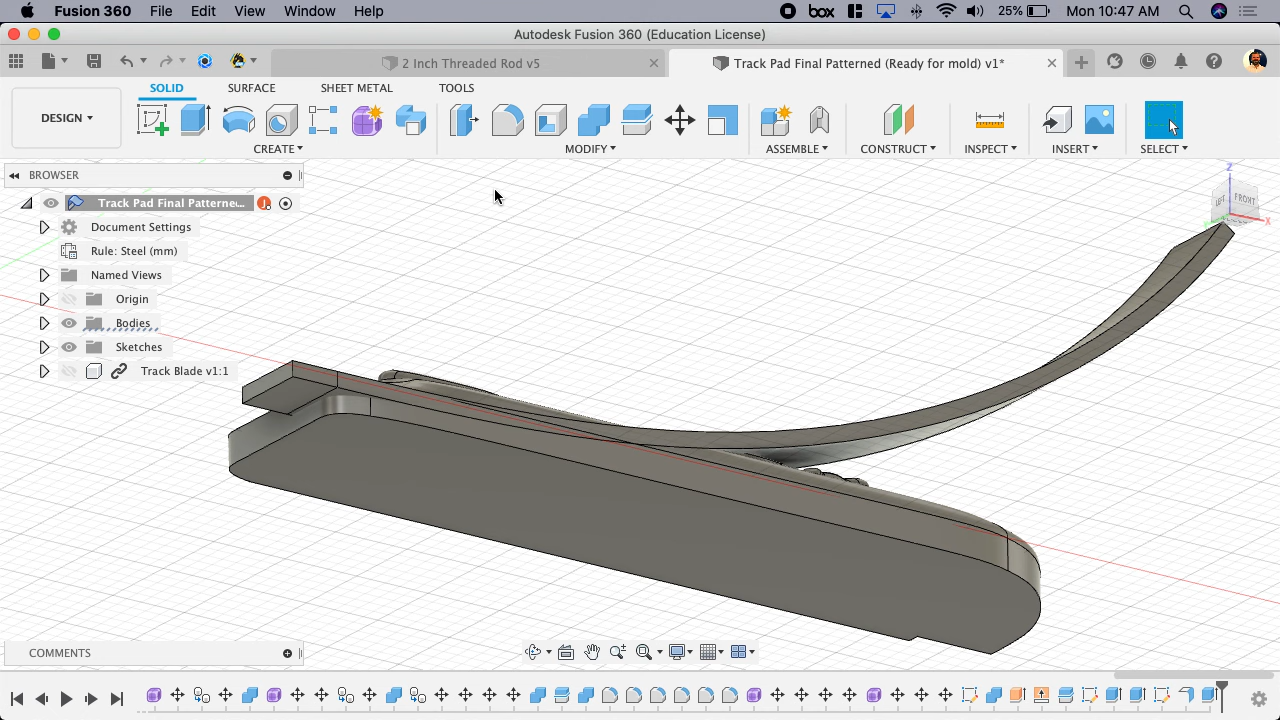 Fusion 360 File Edit View Window Help box 25% Mon 10:47 AM
Autodesk Fusion 360 (Education License)
2 Inch Threaded Rod v5 Track Pad Final Patterned (Ready for mold) v1*
SOLID SURFACE SHEET METAL TOOLS
DESIGN
CREATE MODIFY ASSEMBLE CONSTRUCT INSPECT INSERT SELECT
BROWSER
Z
LEFT FRONT
X
Track Pad Final Patterne...
Document Settings
Rule: Steel (mm)
Named Views
Origin
Bodies
Sketches
Track Blade v1:1
COMMENTS